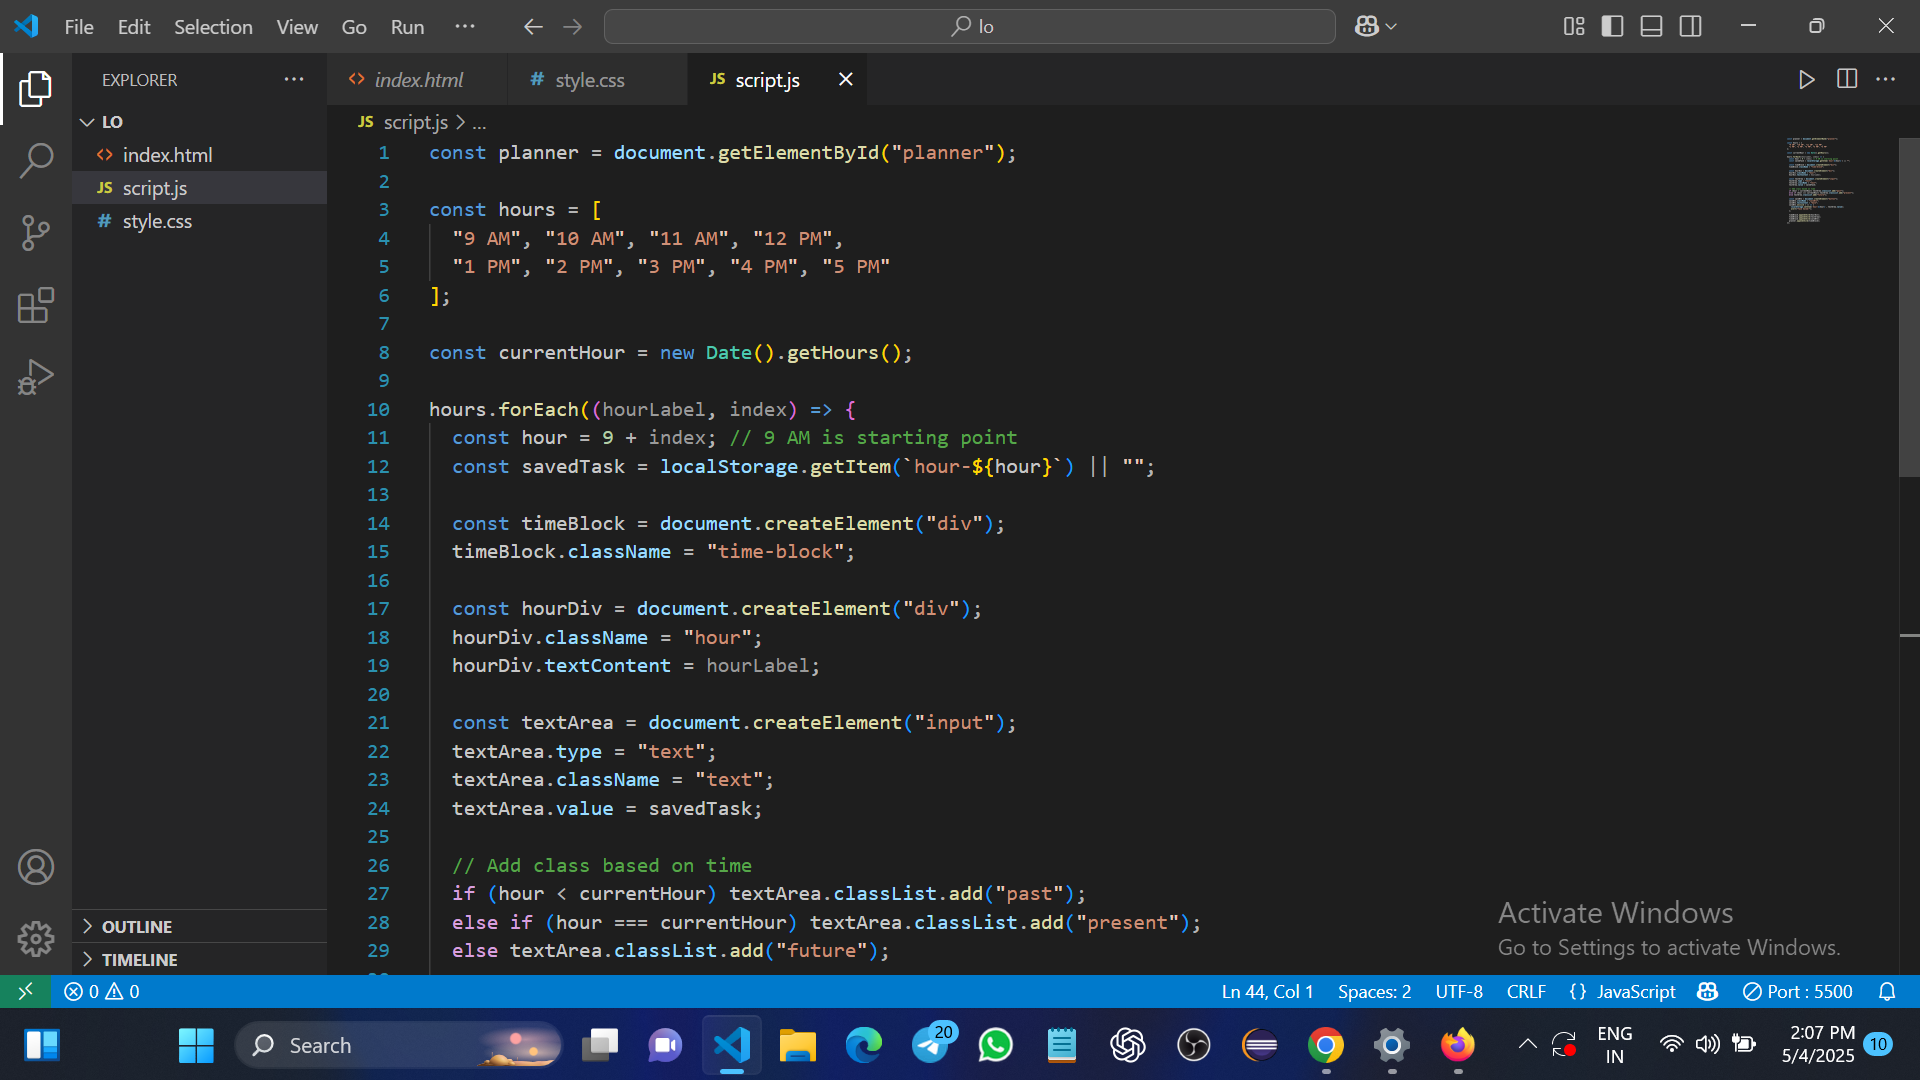 File Edit Selection View Go Run ···
lo
EXPLORER ···
LO
<> index.html
JS script.js
# style.css
OUTLINE
TIMELINE
<> index.html
# style.css
JS script.js
JS script.js > ...
1 const planner = document.getElementById("planner");
2
3 const hours = [
4 "9 AM", "10 AM", "11 AM", "12 PM",
5 "1 PM", "2 PM", "3 PM", "4 PM", "5 PM"
6 ];
7
8 const currentHour = new Date().getHours();
9
10 hours.forEach((hourLabel, index) => {
11 const hour = 9 + index; // 9 AM is starting point
12 const savedTask = localStorage.getItem(`hour-${hour}`) || "";
13
14 const timeBlock = document.createElement("div");
15 timeBlock.className = "time-block";
16
17 const hourDiv = document.createElement("div");
18 hourDiv.className = "hour";
19 hourDiv.textContent = hourLabel;
20
21 const textArea = document.createElement("input");
22 textArea.type = "text";
23 textArea.className = "text";
24 textArea.value = savedTask;
25
26 // Add class based on time
27 if (hour < currentHour) textArea.classList.add("past");
28 else if (hour === currentHour) textArea.classList.add("present");
29 else textArea.classList.add("future");
Activate Windows
Go to Settings to activate Windows.
0 0
Ln 44, Col 1 Spaces: 2 UTF-8 CRLF {} JavaScript Port : 5500
Search
20
ENG
IN
2:07 PM
5/4/2025
10